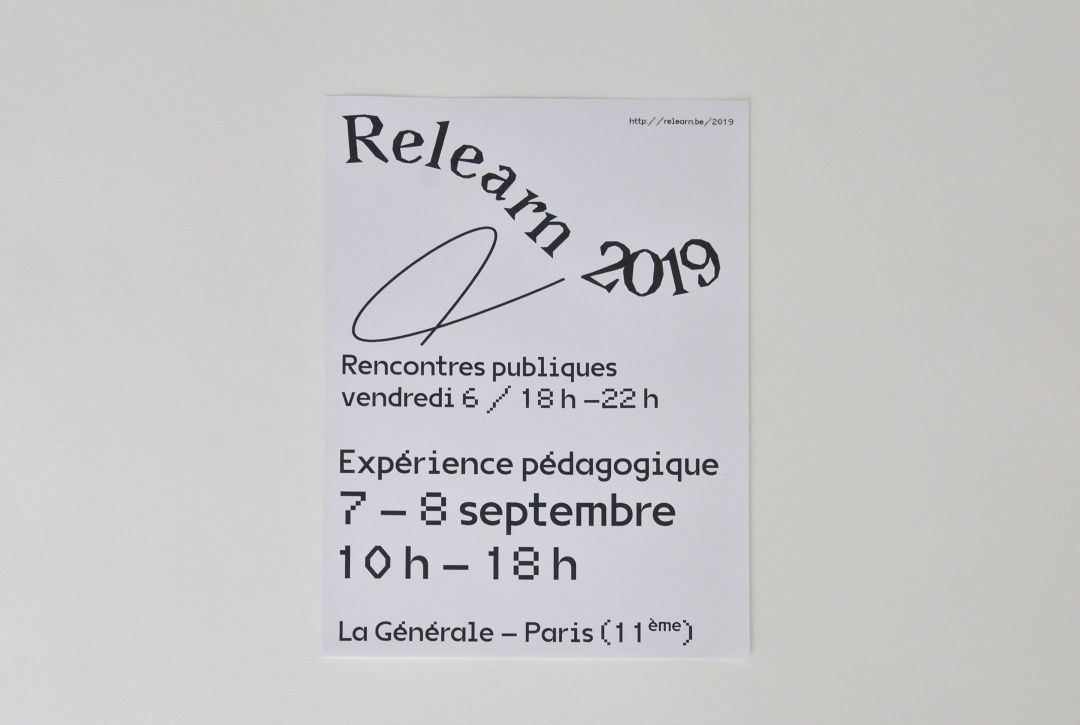 Relearn 2019
http://relearn.be/2019
Rencontres publiques
vendredi 6 / 18 h – 22 h
Expérience pédagogique
7 – 8 septembre
10 h – 18 h
La Générale – Paris (11ème)